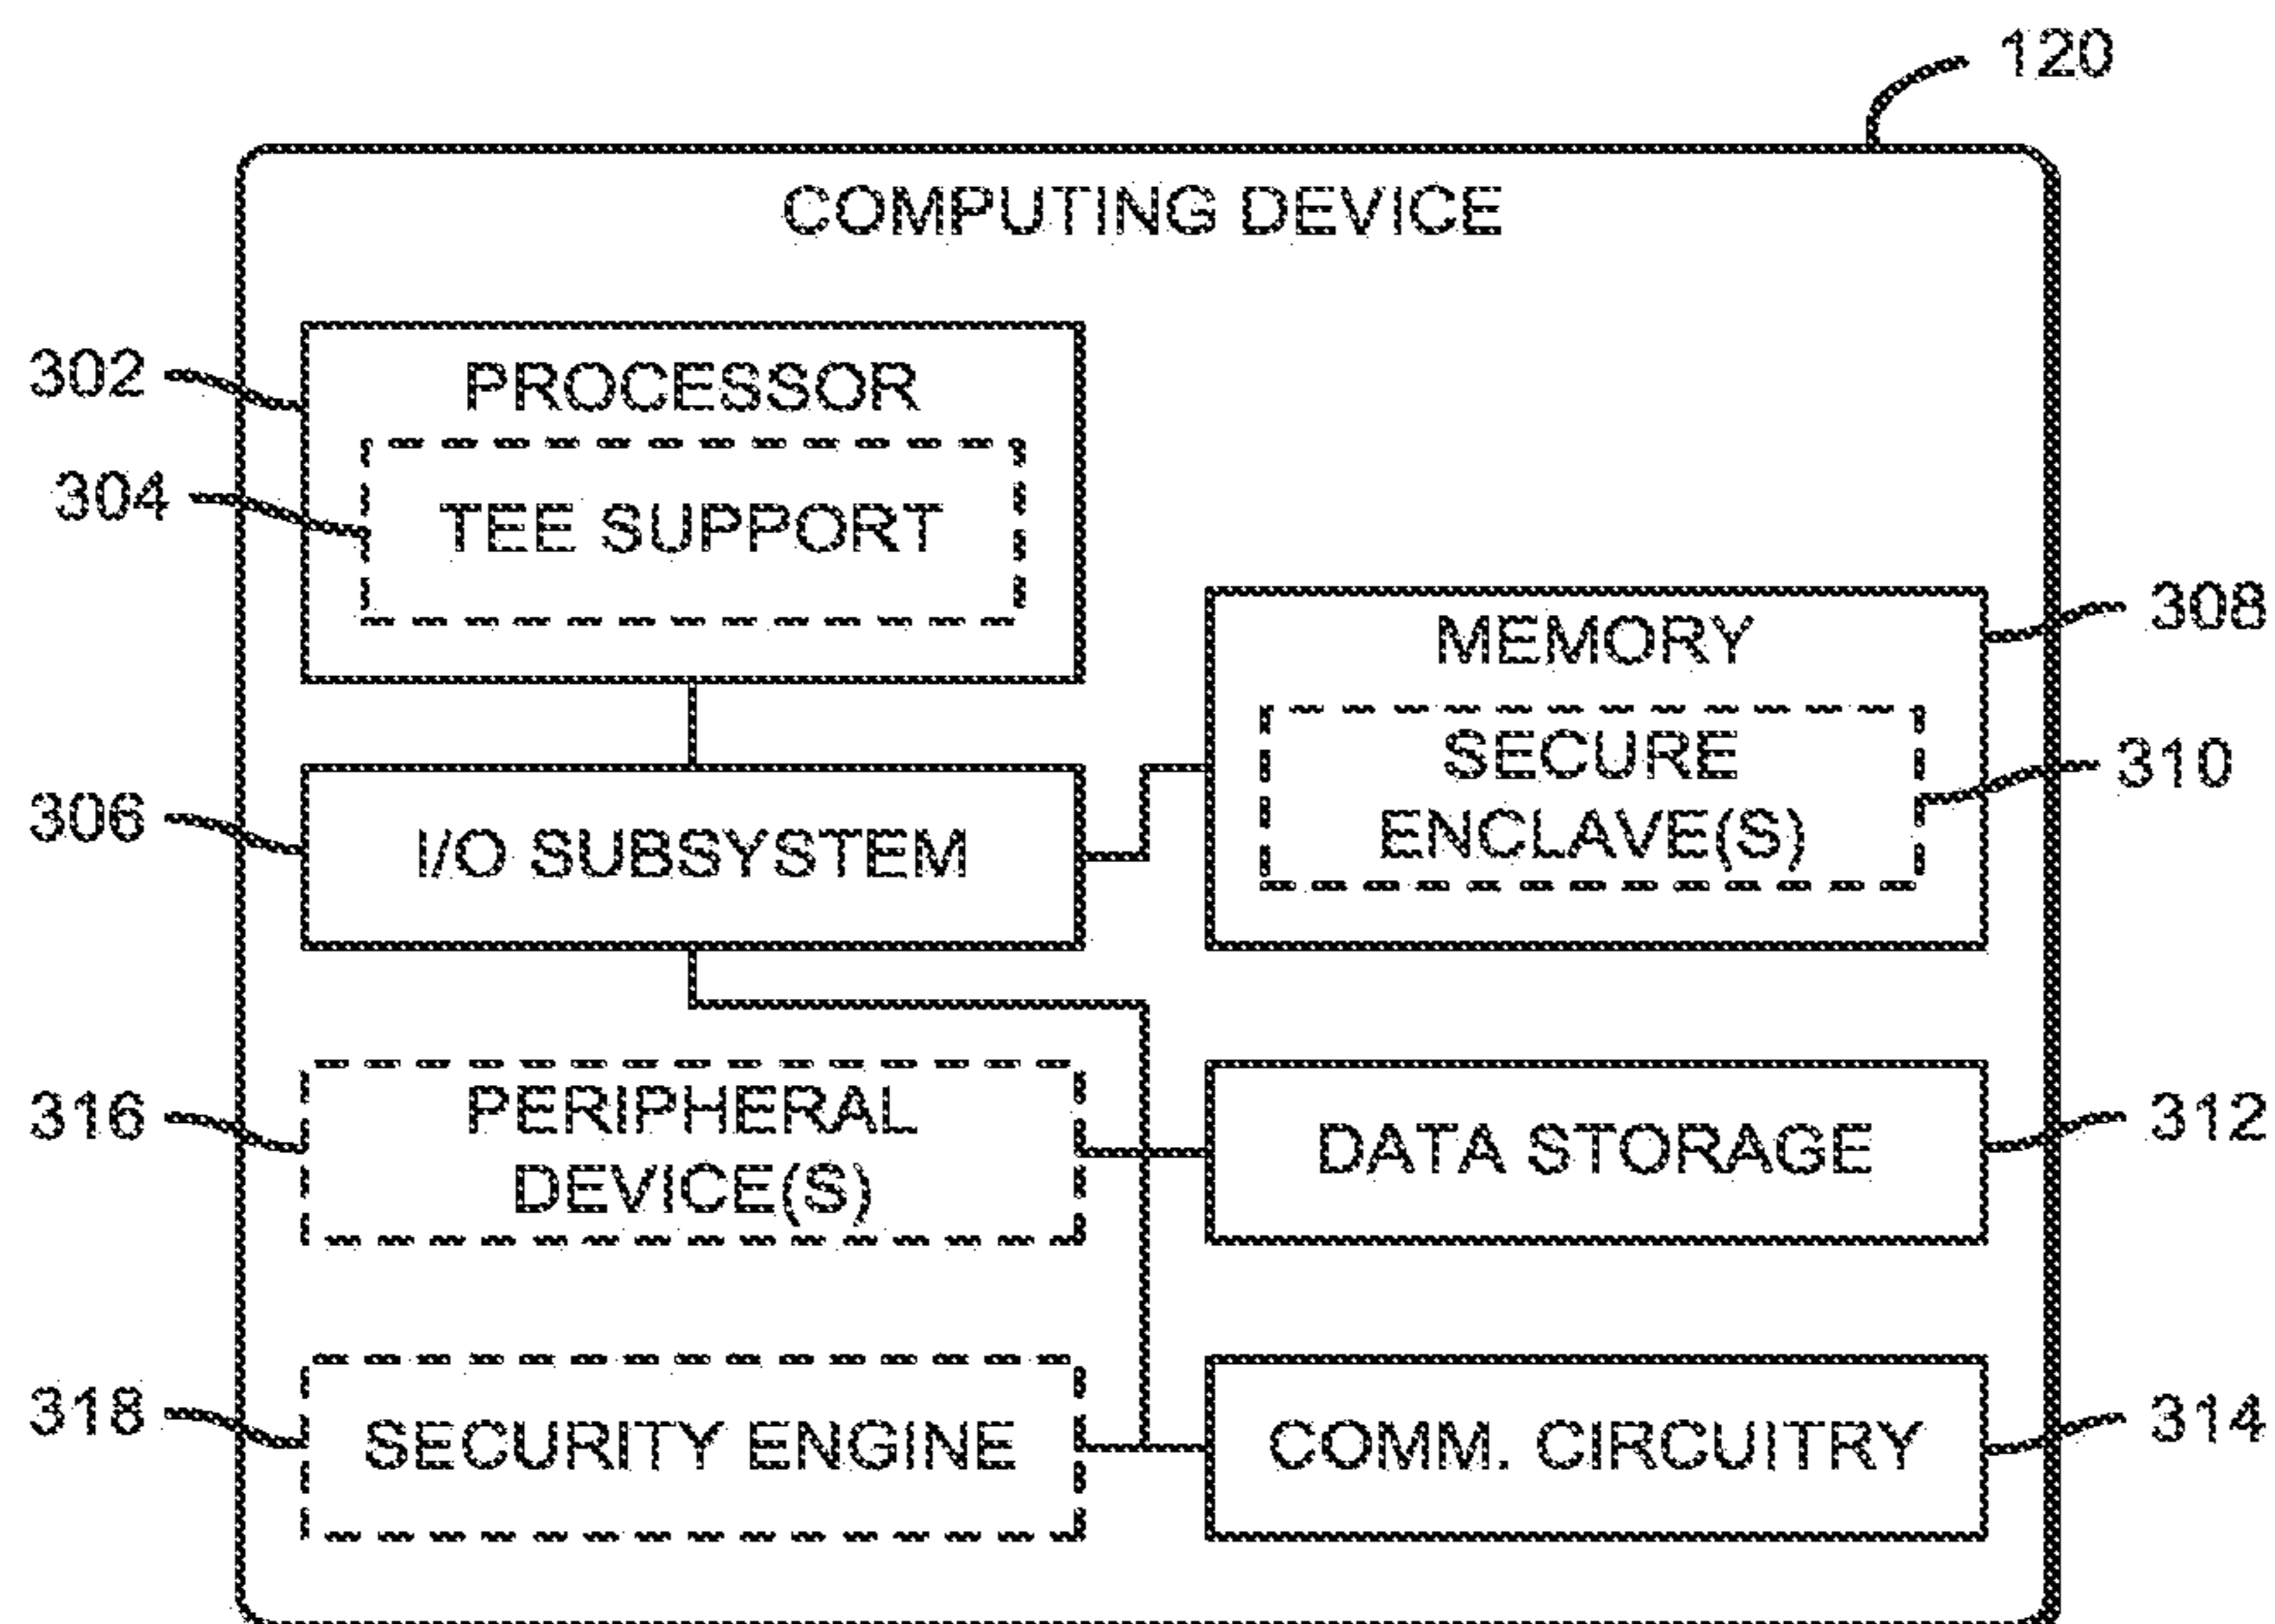 120
COMPUTING DEVICE
302
PROCESSOR
304
TEE SUPPORT
308
MEMORY
310
SECURE
ENCLAVE(S)
306
I/O SUBSYSTEM
316
PERIPHERAL
DEVICE(S)
312
DATA STORAGE
318
SECURITY ENGINE
314
COMM. CIRCUITRY